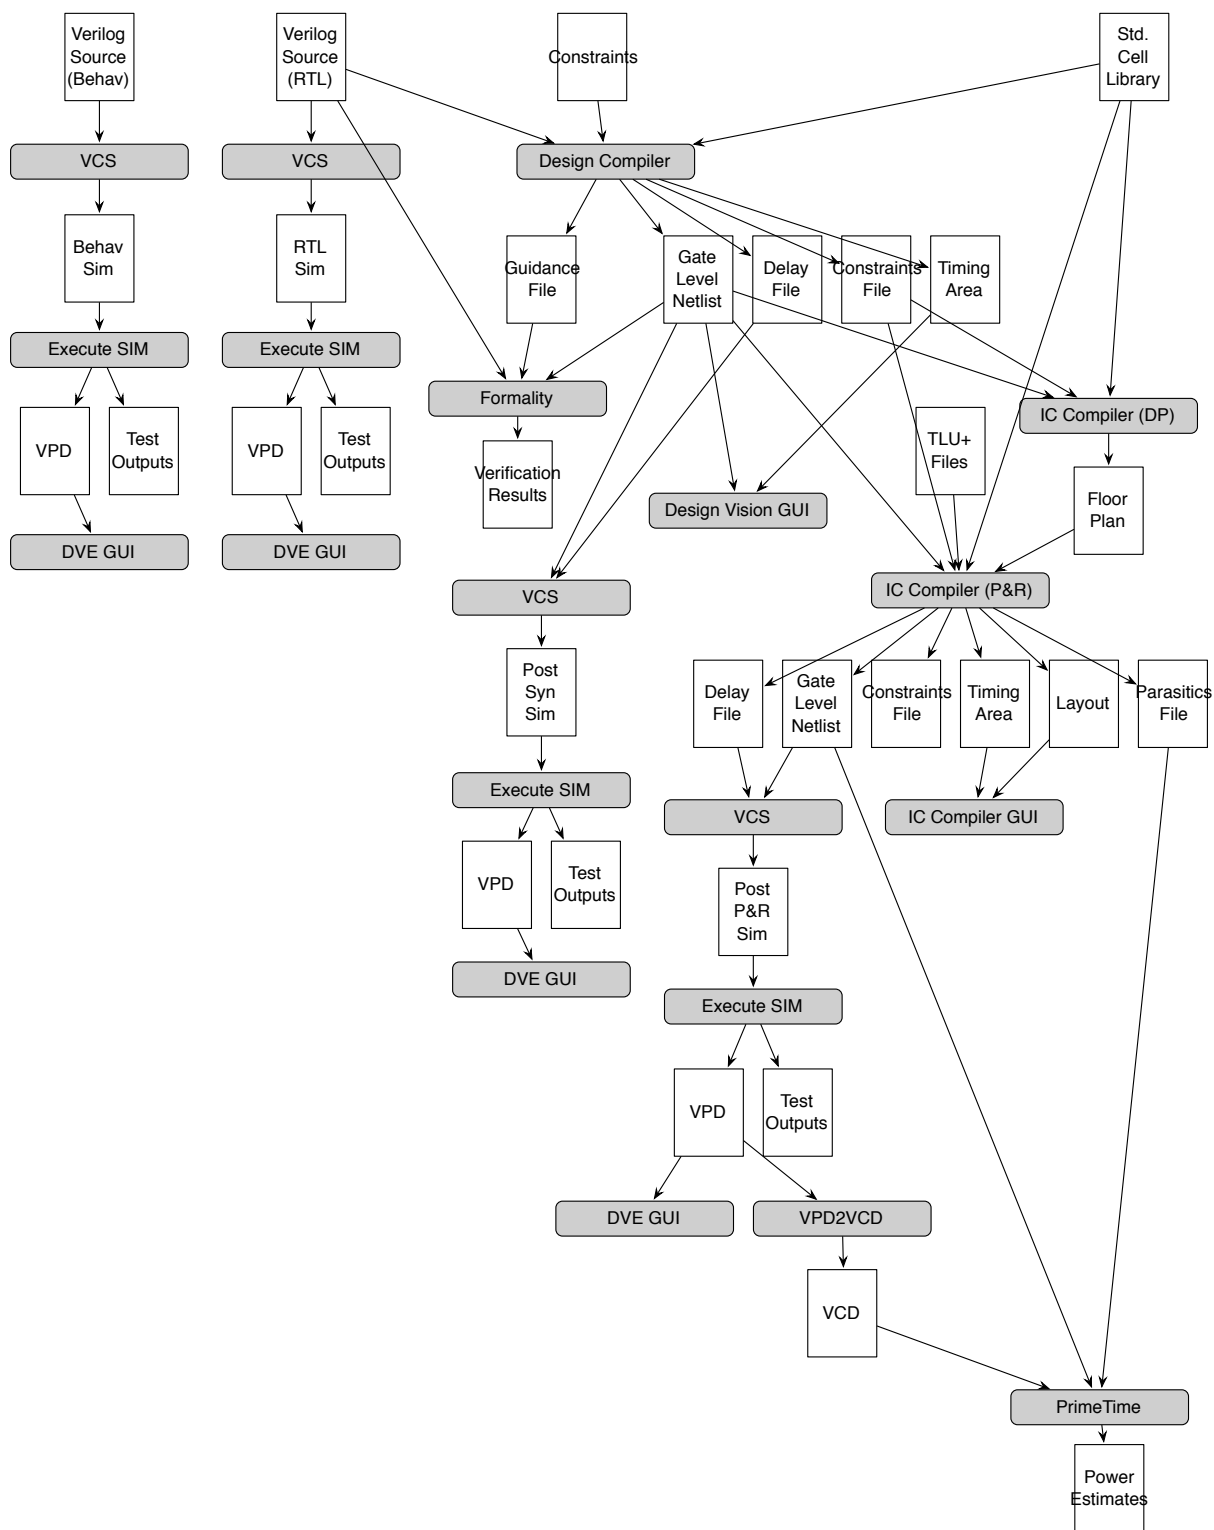 Verilog
Source
(Behav)
Verilog
Source
(RTL)
Constraints
Std.
Cell
Library
VCS
VCS
Design Compiler
Behav
Sim
RTL
Sim
Guidance
File
Gate
Level
Netlist
Delay
File
Constraints
File
Timing
Area
Execute SIM
Execute SIM
Formality
IC Compiler (DP)
VPD
Test
Outputs
VPD
Test
Outputs
Verification
Results
TLU+
Files
Design Vision GUI
Floor
Plan
DVE GUI
DVE GUI
VCS
IC Compiler (P&R)
Post
Syn
Sim
Delay
File
Gate
Level
Netlist
Constraints
File
Timing
Area
Layout
Parasitics
File
Execute SIM
VCS
IC Compiler GUI
VPD
Test
Outputs
Post
P&R
Sim
DVE GUI
Execute SIM
VPD
Test
Outputs
DVE GUI
VPD2VCD
VCD
PrimeTime
Power
Estimates